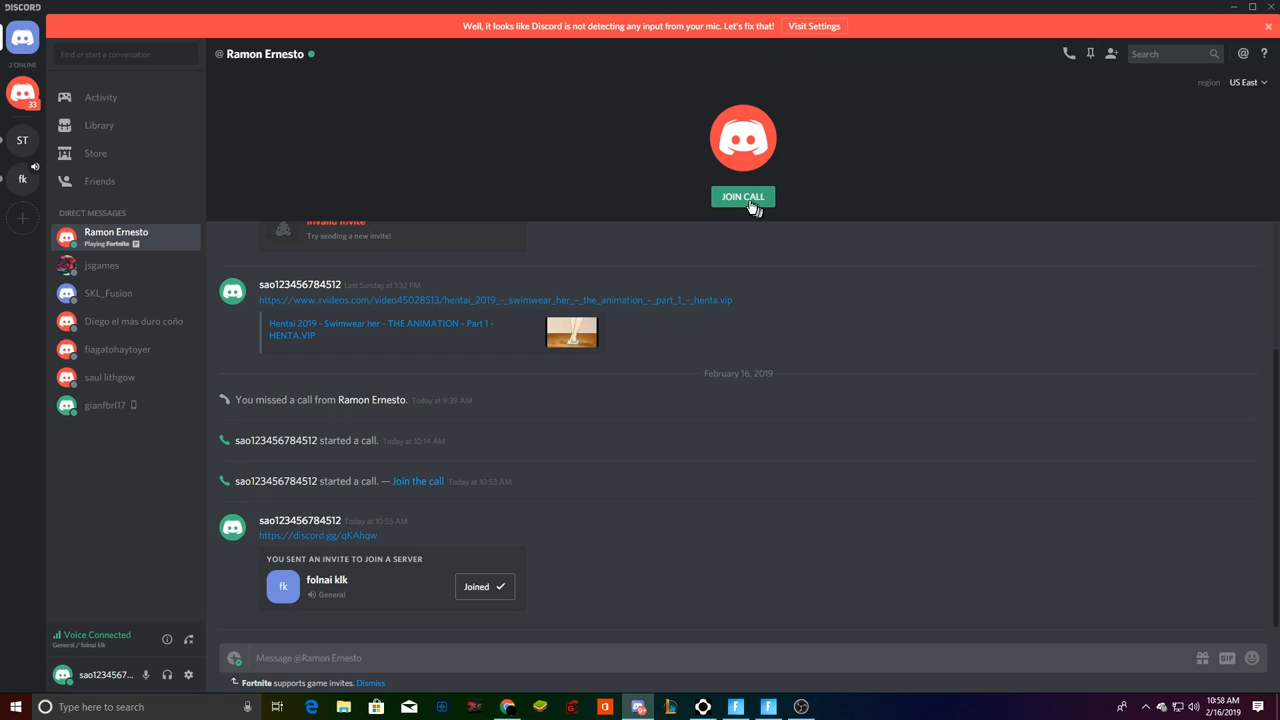 DISCORD
Well, it looks like Discord is not detecting any input from your mic. Let's fix that! Visit Settings
Find or start a conversation
@ Ramon Ernesto
Search
2 ONLINE
33
ST
fk
Activity
Library
Store
Friends
DIRECT MESSAGES
Ramon Ernesto
Playing Fortnite
jsgames
SKL_Fusion
Diego el más duro coño
fiagatohaytoyer
saul lithgow
gianfbrl17
region US East
JOIN CALL
Invalid Invite
Try sending a new invite!
sao123456784512 Last Sunday at 1:32 PM
https://www.xvideos.com/video45028513/hentai_2019_-_swimwear_her_-_the_animation_-_part_1_-_henta.vip
Hentai 2019 - Swimwear her - THE ANIMATION - Part 1 -
HENTA.VIP
February 16, 2019
You missed a call from Ramon Ernesto. Today at 9:39 AM
sao123456784512 started a call. Today at 10:14 AM
sao123456784512 started a call. — Join the call Today at 10:53 AM
sao123456784512 Today at 10:55 AM
https://discord.gg/qKAhqw
YOU SENT AN INVITE TO JOIN A SERVER
fk
folnai klk
General
Joined
Voice Connected
General / folnai klk
sao1234567...
Message @Ramon Ernesto
GIF
Fortnite supports game invites. Dismiss
Type here to search
10:58 AM
2/16/2019